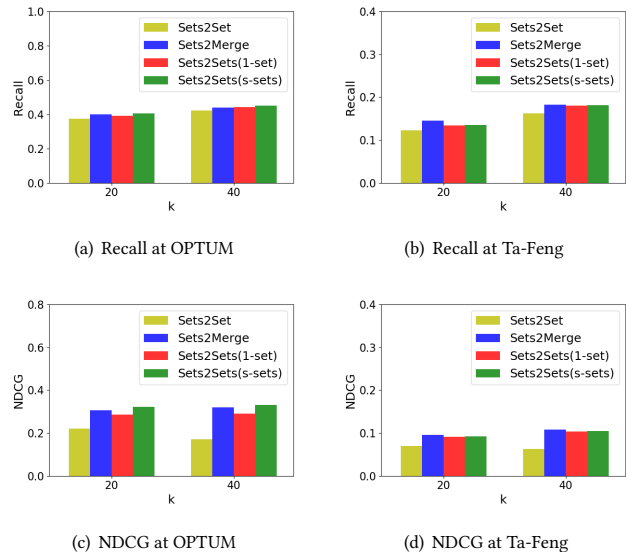 1.0
0.8
0.6
0.4
0.2
0.0
Recall
Sets2Set
Sets2Merge
Sets2Sets(1-set)
Sets2Sets(s-sets)
20
40
k
(a) Recall at OPTUM
0.4
0.3
0.2
0.1
0.0
Recall
Sets2Set
Sets2Merge
Sets2Sets(1-set)
Sets2Sets(s-sets)
20
40
k
(b) Recall at Ta-Feng
0.8
0.6
0.4
0.2
0.0
NDCG
Sets2Set
Sets2Merge
Sets2Sets(1-set)
Sets2Sets(s-sets)
20
40
k
(c) NDCG at OPTUM
0.4
0.3
0.2
0.1
0.0
NDCG
Sets2Set
Sets2Merge
Sets2Sets(1-set)
Sets2Sets(s-sets)
20
40
k
(d) NDCG at Ta-Feng